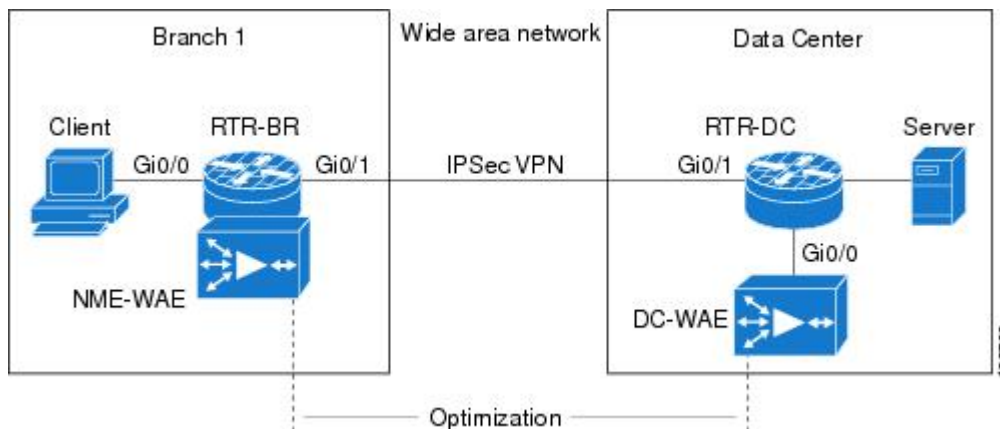 Branch 1
Wide area network
Data Center
Client
RTR-BR
RTR-DC
Server
Gi0/0
Gi0/1
IPSec VPN
Gi0/1
Gi0/0
NME-WAE
DC-WAE
Optimization